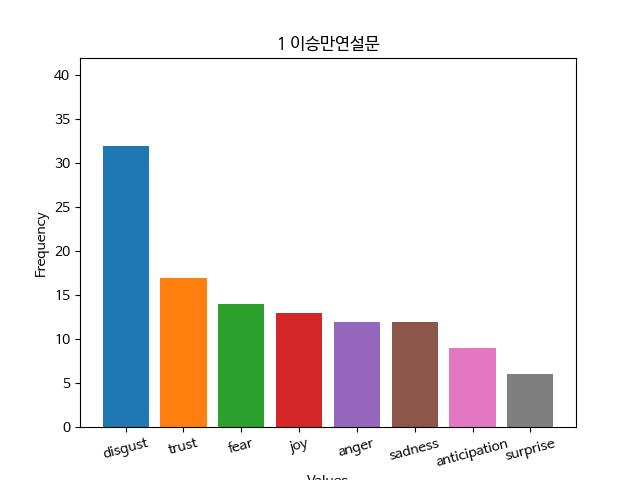 1 이승만연설문
Frequency
40
35
30
25
20
15
10
5
0
disgust trust fear joy anger sadness anticipation surprise
Values